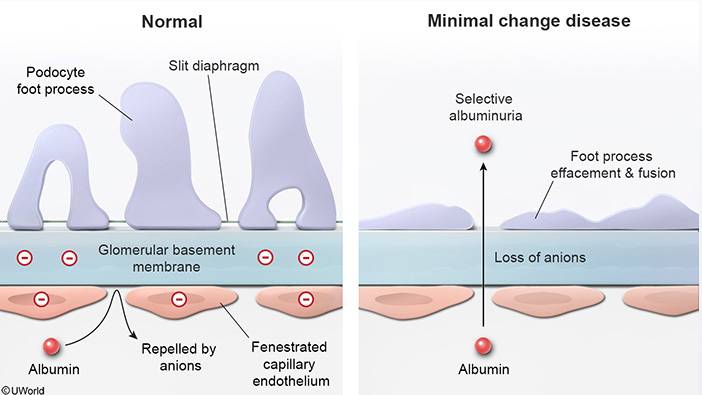 Normal
Podocyte
foot process
Slit diaphragm
Glomerular basement
membrane
Albumin
Repelled by
anions
Fenestrated
capillary
endothelium
©UWorld
Minimal change disease
Selective
albuminuria
Foot process
effacement & fusion
Loss of anions
Albumin